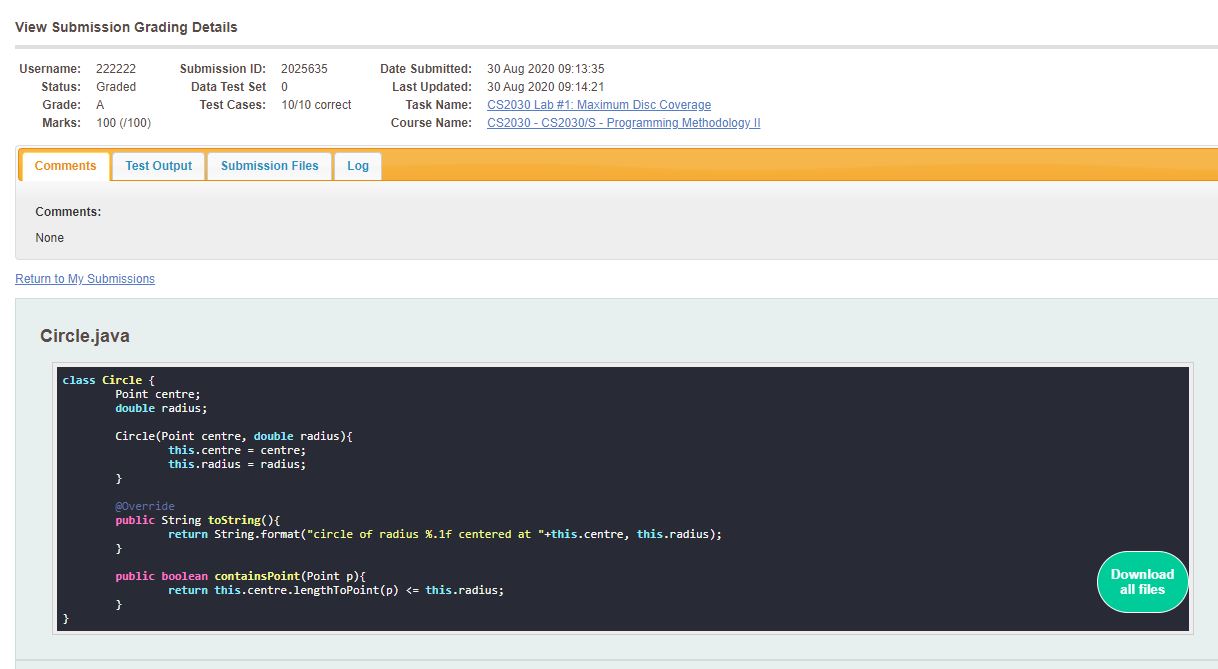 View Submission Grading Details
Username: 222222 Submission ID: 2025635 Date Submitted: 30 Aug 2020 09:13:35
Status: Graded Data Test Set 0 Last Updated: 30 Aug 2020 09:14:21
Grade: A Test Cases: 10/10 correct Task Name: CS2030 Lab #1: Maximum Disc Coverage
Marks: 100 (/100) Course Name: CS2030 - CS2030/S - Programming Methodology II
Comments Test Output Submission Files Log
Comments:
None
Return to My Submissions
Circle.java
class Circle {
Point centre;
double radius;
Circle(Point centre, double radius){
this.centre = centre;
this.radius = radius;
}
@Override
public String toString(){
return String.format("circle of radius %.1f centered at "+this.centre, this.radius);
}
public boolean containsPoint(Point p){
return this.centre.lengthToPoint(p) <= this.radius;
}
}
Download
all files